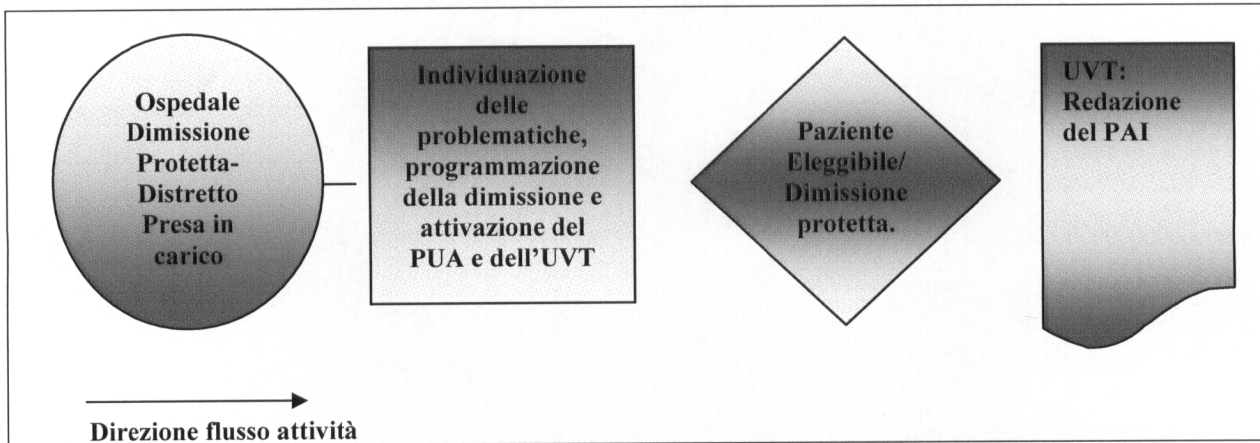 Ospedale
Dimissione
Protetta-
Distretto
Presa in
carico
Individuazione
delle
problematiche,
programmazione
della dimissione e
attivazione del
PUA e dell'UVT
Paziente
Eleggibile/
Dimissione
protetta.
UVT:
Redazione
del PAI
Direzione flusso attività